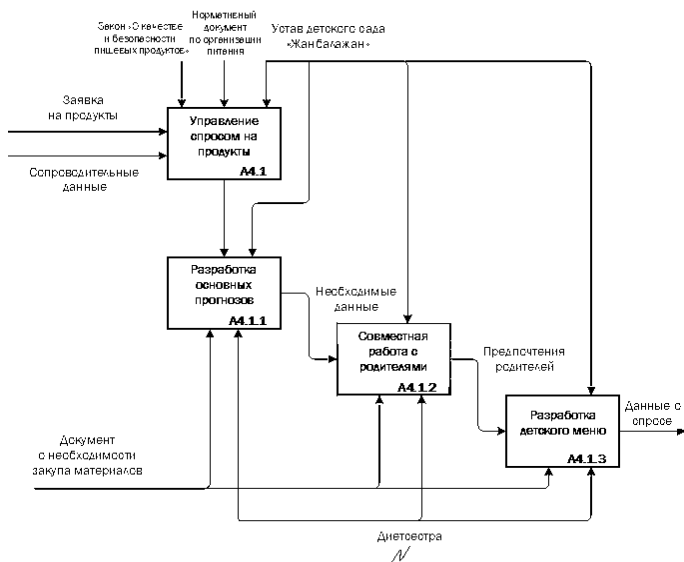 Закон «О качестве
и безопасности
пищевых продуктов»
Нормативный
документ
по организации
питания
Устав детского сада
«Жан балажан»
Заявка
на продукты
Управление
спросом на
продукты
А4.1
Сопроводительные
данные
Разработка
основных
прогнозов
А4.1.1
Необходимые
данные
Совместная
работа с
родителями
А4.1.2
Предпочтения
родителей
Разработка
детского меню
А4.1.3
Данные о
спросе
Документ
о необходимости
закупа материалов
Диетсестра